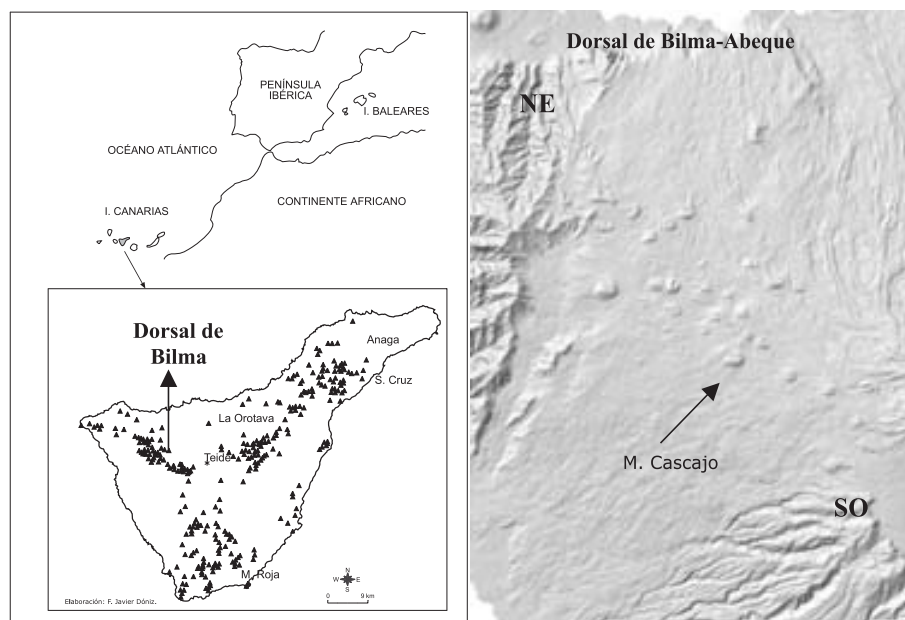 PENÍNSULA
IBÉRICA
I. BALEARES
OCÉANO ATLÁNTICO
CONTINENTE AFRICANO
I. CANARIAS
Dorsal de
Bilma
Anaga
S. Cruz
La Orotava
Teide
M. Roja
N
W
E
S
0 9 km
Elaboración: F. Javier Dóniz.
Dorsal de Bilma-Abeque
NE
M. Cascajo
SO